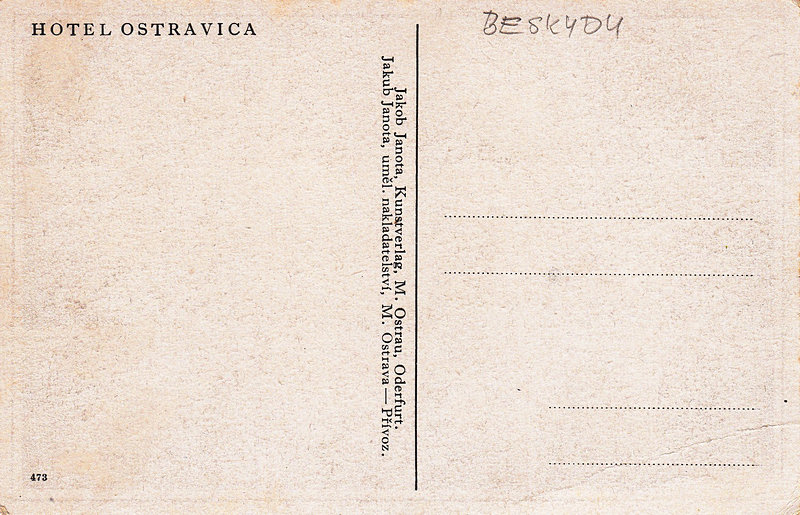 HOTEL OSTRAVICA
BESKYDY
Jakob Janota, Kunstverlag, M. Ostrau, Oderfurt.
Jakub Janota, uměl. nakladatelství, M. Ostrava — Přívoz.
473